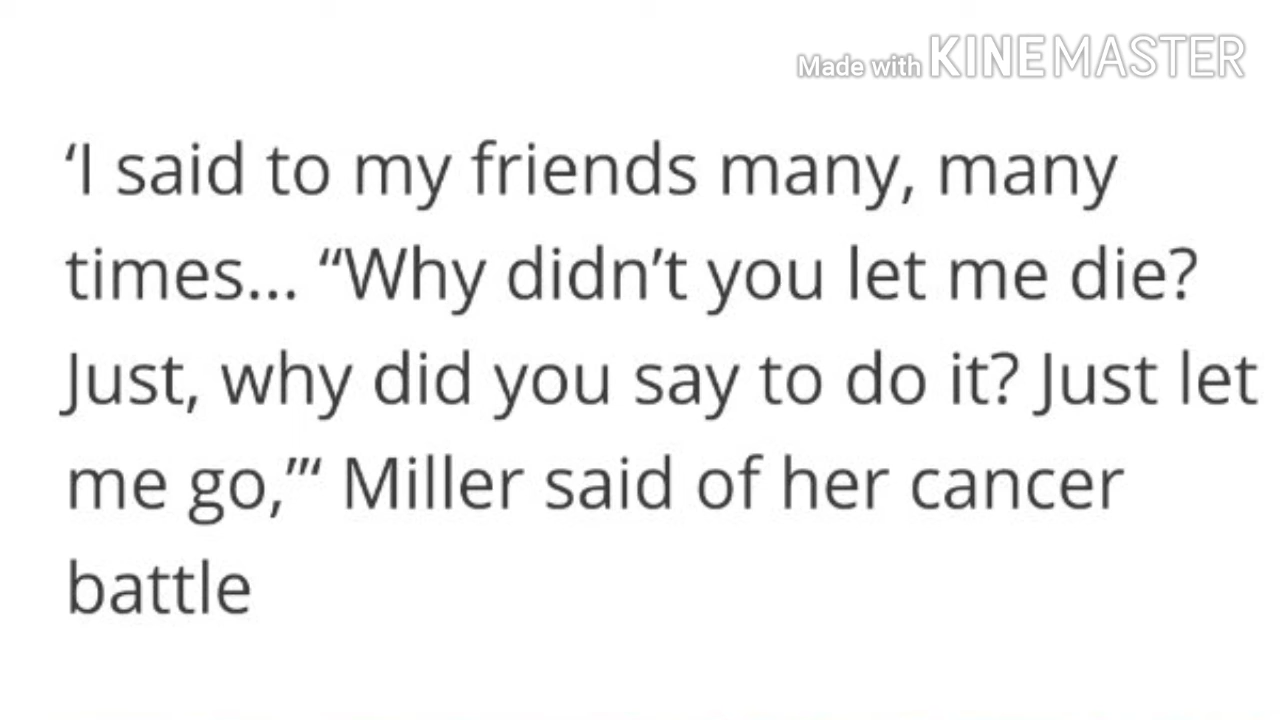 Made with KINEMASTER
‘I said to my friends many, many
times... “Why didn’t you let me die?
Just, why did you say to do it? Just let
me go,”‘ Miller said of her cancer
battle